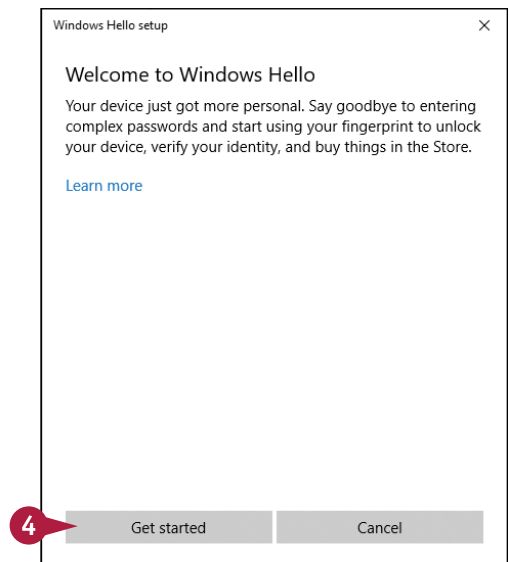 Windows Hello setup
Welcome to Windows Hello
Your device just got more personal. Say goodbye to entering
complex passwords and start using your fingerprint to unlock
your device, verify your identity, and buy things in the Store.
Learn more
4
Get started
Cancel